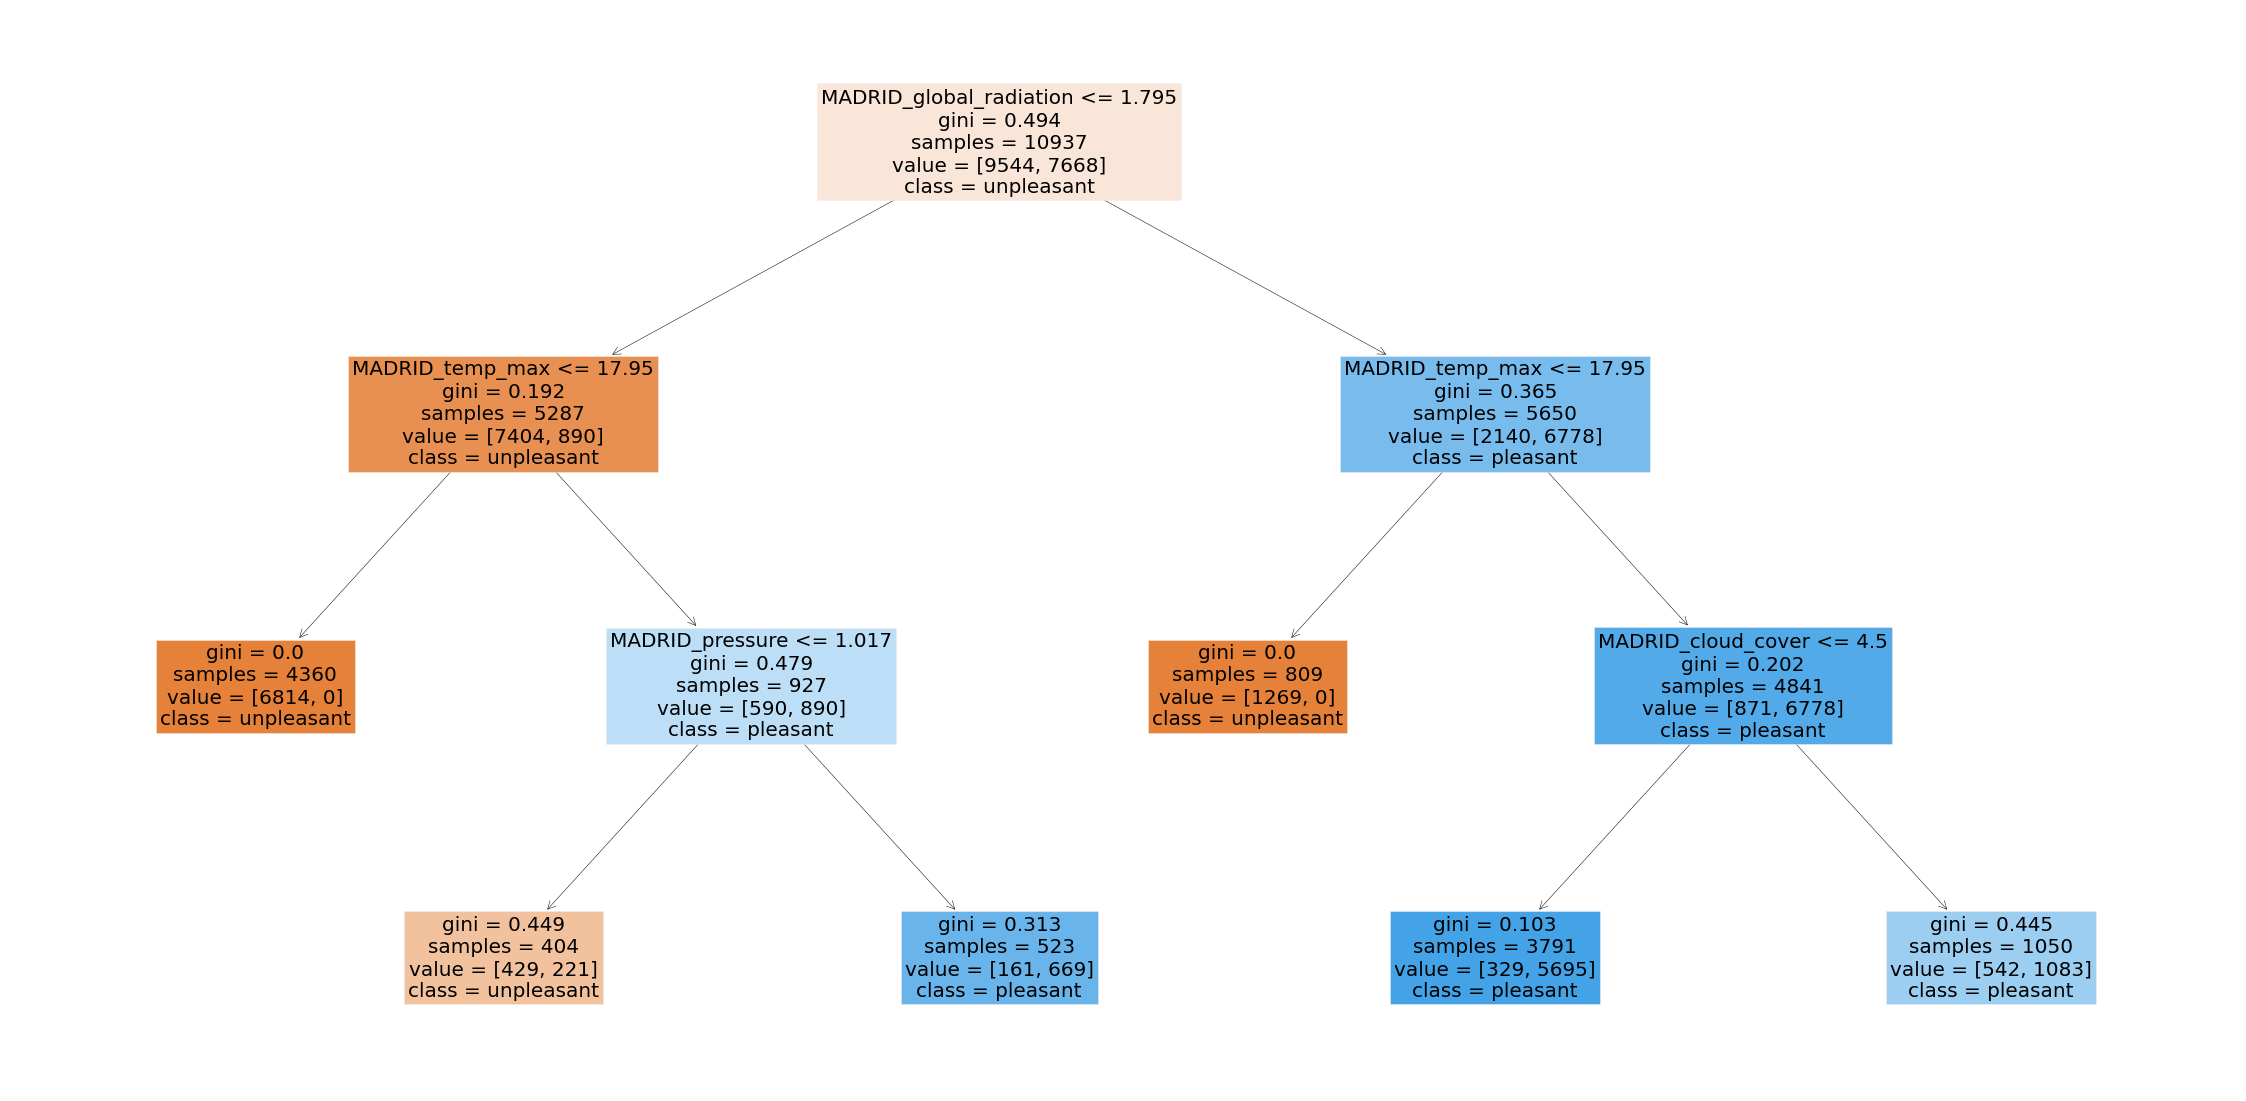 MADRID_global_radiation <= 1.795
gini = 0.494
samples = 10937
value = [9544, 7668]
class = unpleasant
MADRID_temp_max <= 17.95
gini = 0.192
samples = 5287
value = [7404, 890]
class = unpleasant
MADRID_temp_max <= 17.95
gini = 0.365
samples = 5650
value = [2140, 6778]
class = pleasant
gini = 0.0
samples = 4360
value = [6814, 0]
class = unpleasant
MADRID_pressure <= 1.017
gini = 0.479
samples = 927
value = [590, 890]
class = pleasant
gini = 0.0
samples = 809
value = [1269, 0]
class = unpleasant
MADRID_cloud_cover <= 4.5
gini = 0.202
samples = 4841
value = [871, 6778]
class = pleasant
gini = 0.449
samples = 404
value = [429, 221]
class = unpleasant
gini = 0.313
samples = 523
value = [161, 669]
class = pleasant
gini = 0.103
samples = 3791
value = [329, 5695]
class = pleasant
gini = 0.445
samples = 1050
value = [542, 1083]
class = pleasant